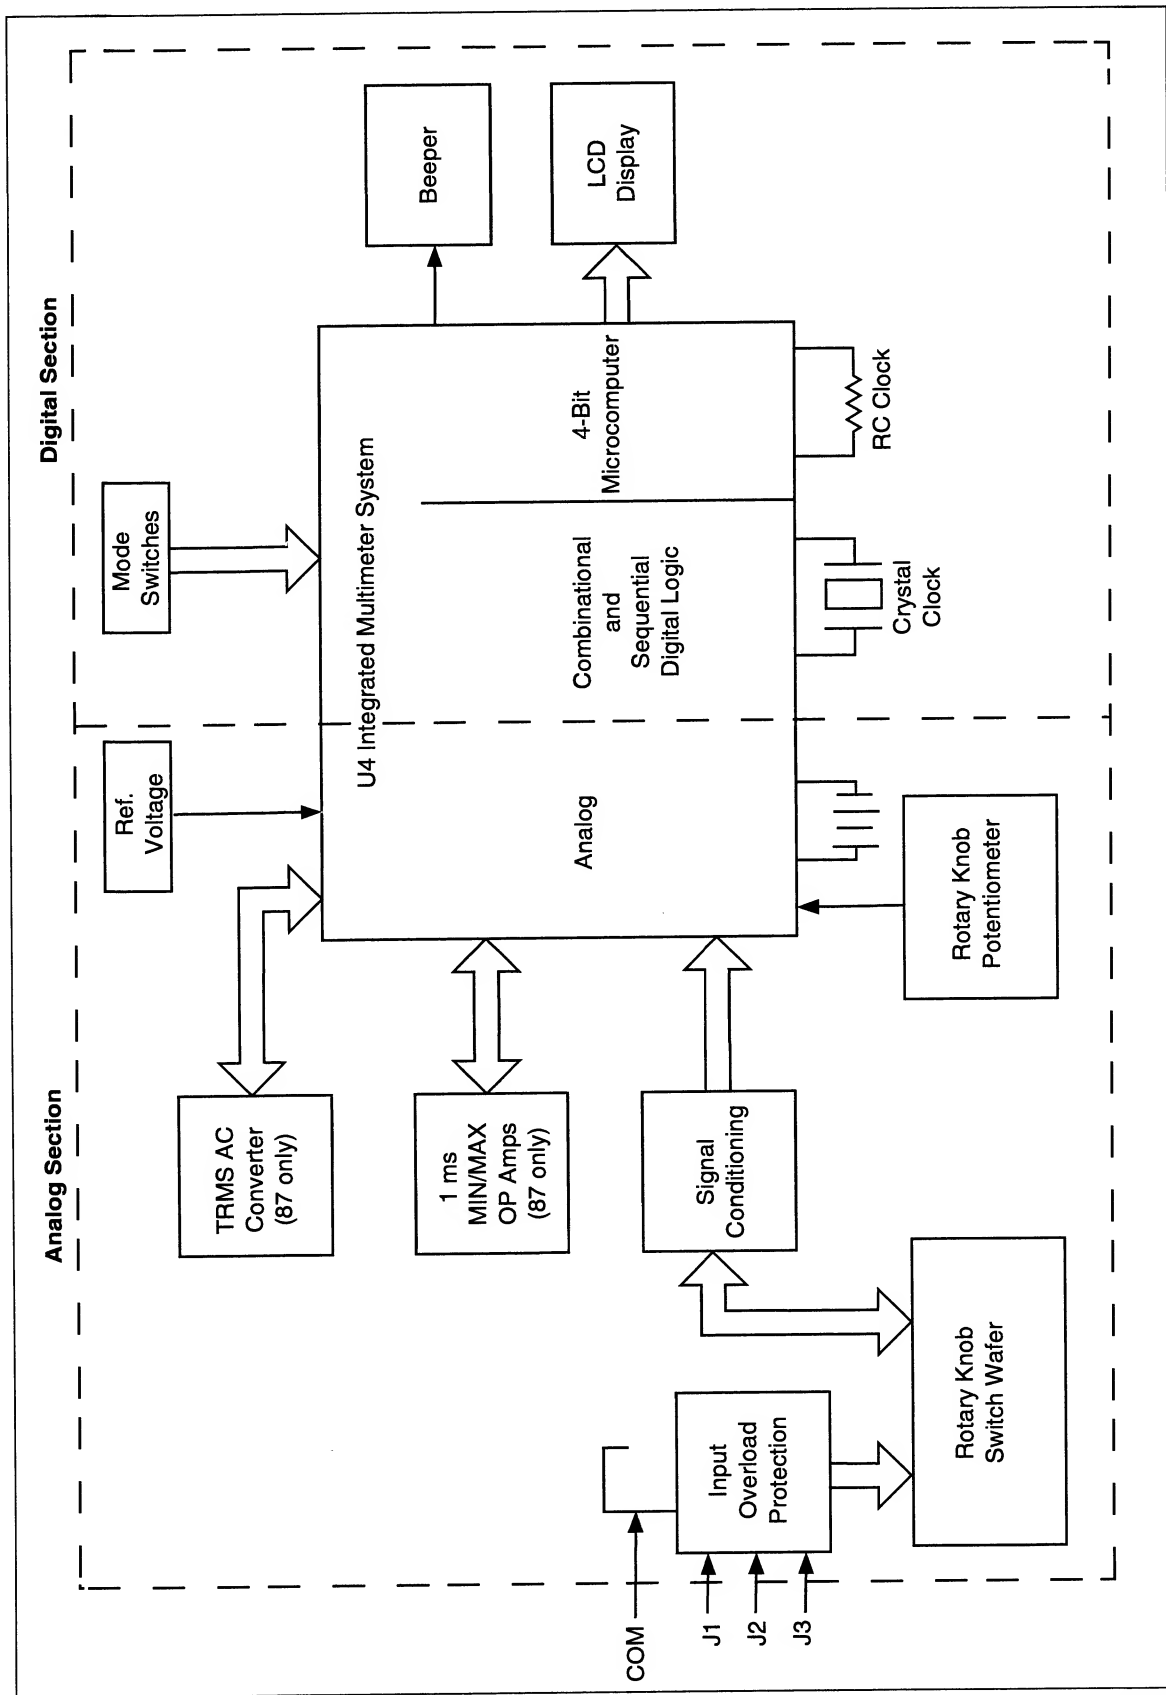 Analog Section
Digital Section
TRMS AC
Converter
(87 only)
Ref.
Voltage
Mode
Switches
U4 Integrated Multimeter System
Beeper
1 ms
MIN/MAX
OP Amps
(87 only)
Analog
Combinational
and
Sequential
Digital Logic
4-Bit
Microcomputer
LCD
Display
COM
J1
J2
J3
Input
Overload
Protection
Signal
Conditioning
Rotary Knob
Switch Wafer
Rotary Knob
Potentiometer
Crystal
Clock
RC Clock